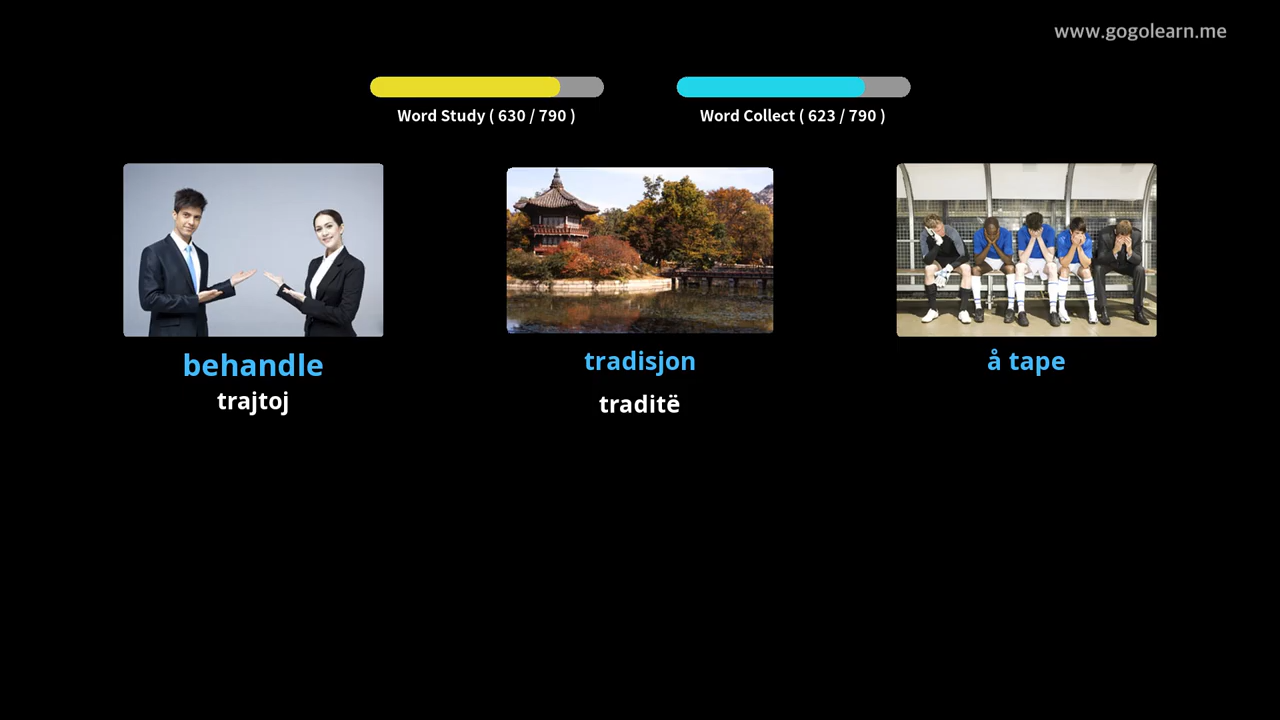 www.gogolearn.me
Word Study ( 630 / 790 )
Word Collect ( 623 / 790 )
behandle
trajtoj
tradisjon
traditë
å tape